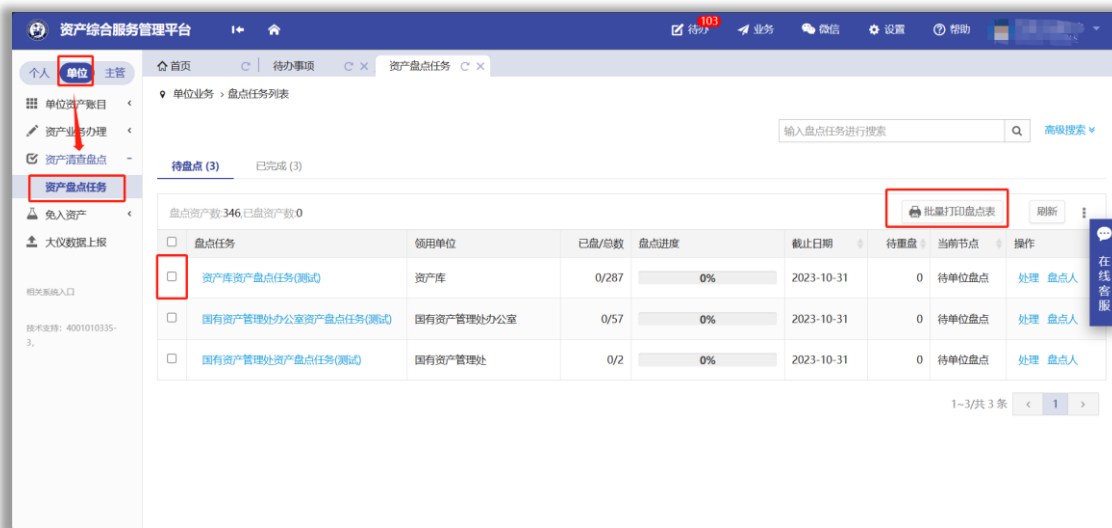 资产综合服务管理平台 待办 103 业务 微信 设置 帮助
个人 单位 主管
首页 待办事项 资产盘点任务
单位业务 › 盘点任务列表
单位资产账目
资产业务办理
资产清查盘点
资产盘点任务
免入资产
大仪数据上报
相关系统入口
技术支持: 4001010335-
3,
输入盘点任务进行搜索 高级搜索
待盘点 (3) 已完成 (3)
盘点资产数:346,已盘资产数:0 批量打印盘点表 刷新
盘点任务 领用单位 已盘/总数 盘点进度 截止日期 待重盘 当前节点 操作
资产库资产盘点任务(测试) 资产库 0/287 0% 2023-10-31 0 待单位盘点 处理 盘点人
国有资产管理处办公室资产盘点任务(测试) 国有资产管理处办公室 0/57 0% 2023-10-31 0 待单位盘点 处理 盘点人
国有资产管理处资产盘点任务(测试) 国有资产管理处 0/2 0% 2023-10-31 0 待单位盘点 处理 盘点人
1~3/共 3 条 < 1 >
在线客服